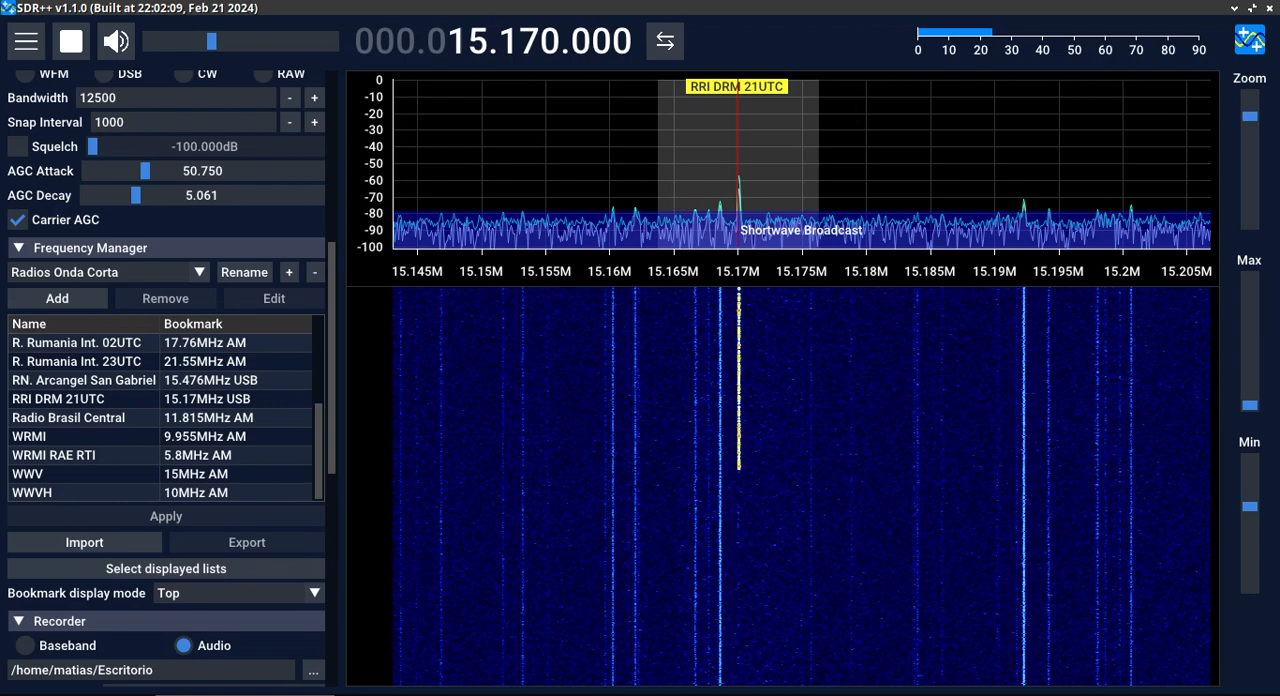 SDR++ v1.1.0 (Built at 22:02:09, Feb 21 2024)
000.015.170.000
0 10 20 30 40 50 60 70 80 90
WFM DSB CW RAW
Bandwidth 12500 - +
Snap Interval 1000 - +
Squelch -100.000dB
AGC Attack 50.750
AGC Decay 5.061
Carrier AGC
Frequency Manager
Radios Onda Corta Rename + -
Add Remove Edit
Name Bookmark
R. Rumania Int. 02UTC 17.76MHz AM
R. Rumania Int. 23UTC 21.55MHz AM
RN. Arcangel San Gabriel 15.476MHz USB
RRI DRM 21UTC 15.17MHz USB
Radio Brasil Central 11.815MHz AM
WRMI 9.955MHz AM
WRMI RAE RTI 5.8MHz AM
WWV 15MHz AM
WWVH 10MHz AM
Apply
Import Export
Select displayed lists
Bookmark display mode Top
Recorder
Baseband Audio
/home/matias/Escritorio ...
RRI DRM 21UTC
0
-10
-20
-30
-40
-50
-60
-70
-80
-90
-100
Shortwave Broadcast
15.145M 15.15M 15.155M 15.16M 15.165M 15.17M 15.175M 15.18M 15.185M 15.19M 15.195M 15.2M 15.205M
Zoom
Max
Min